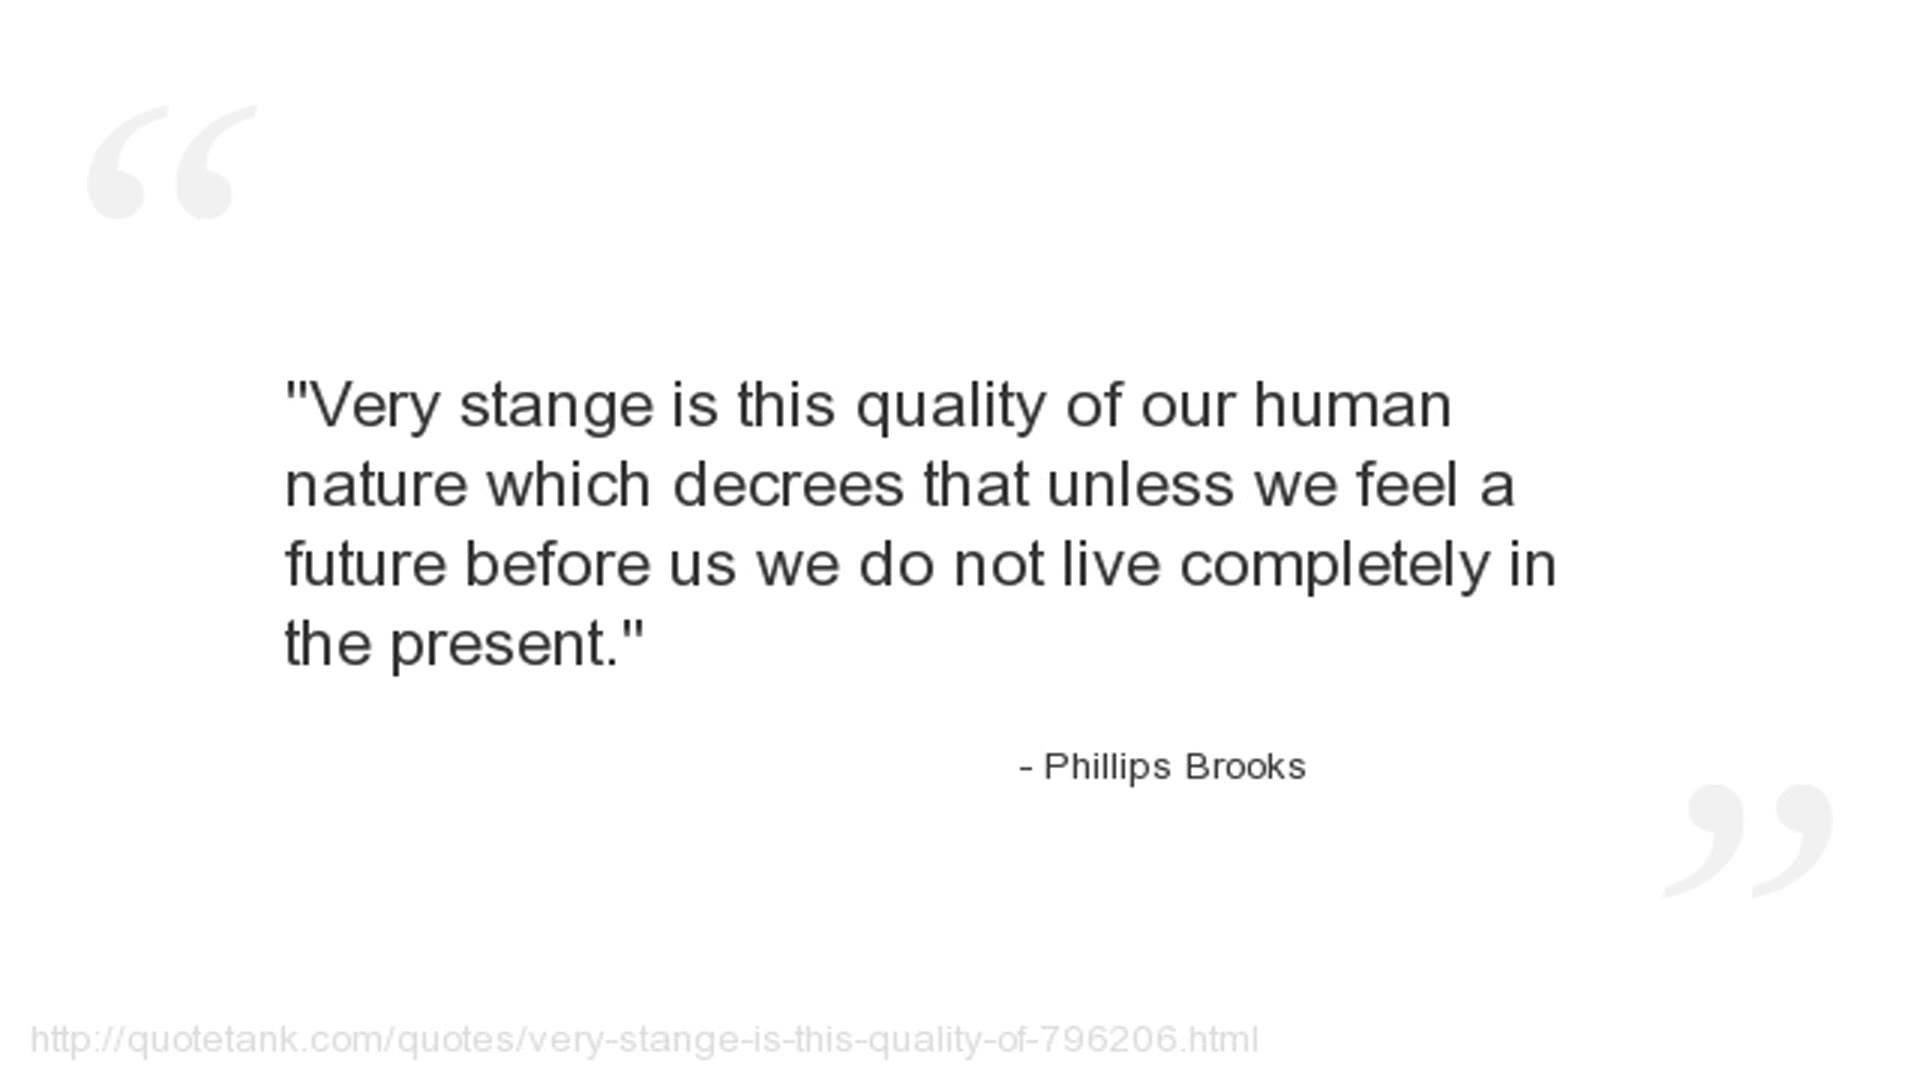 "Very stange is this quality of our human
nature which decrees that unless we feel a
future before us we do not live completely in
the present."
- Phillips Brooks
http://quotetank.com/quotes/very-stange-is-this-quality-of-796206.html